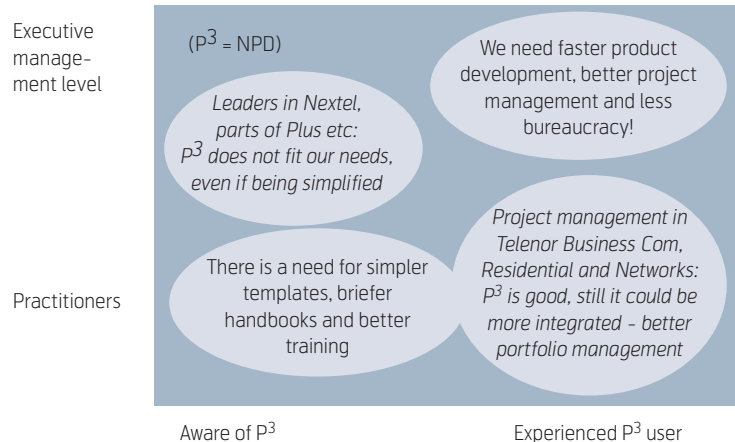 Executive
manage-
ment level
(P³ = NPD)
We need faster product
development, better project
management and less
bureaucracy!
Leaders in Nextel,
parts of Plus etc:
P³ does not fit our needs,
even if being simplified
Project management in
Telenor Business Com,
Residential and Networks:
P³ is good, still it could be
more integrated - better
portfolio management
Practitioners
There is a need for simpler
templates, briefer
handbooks and better
training
Aware of P³
Experienced P³ user